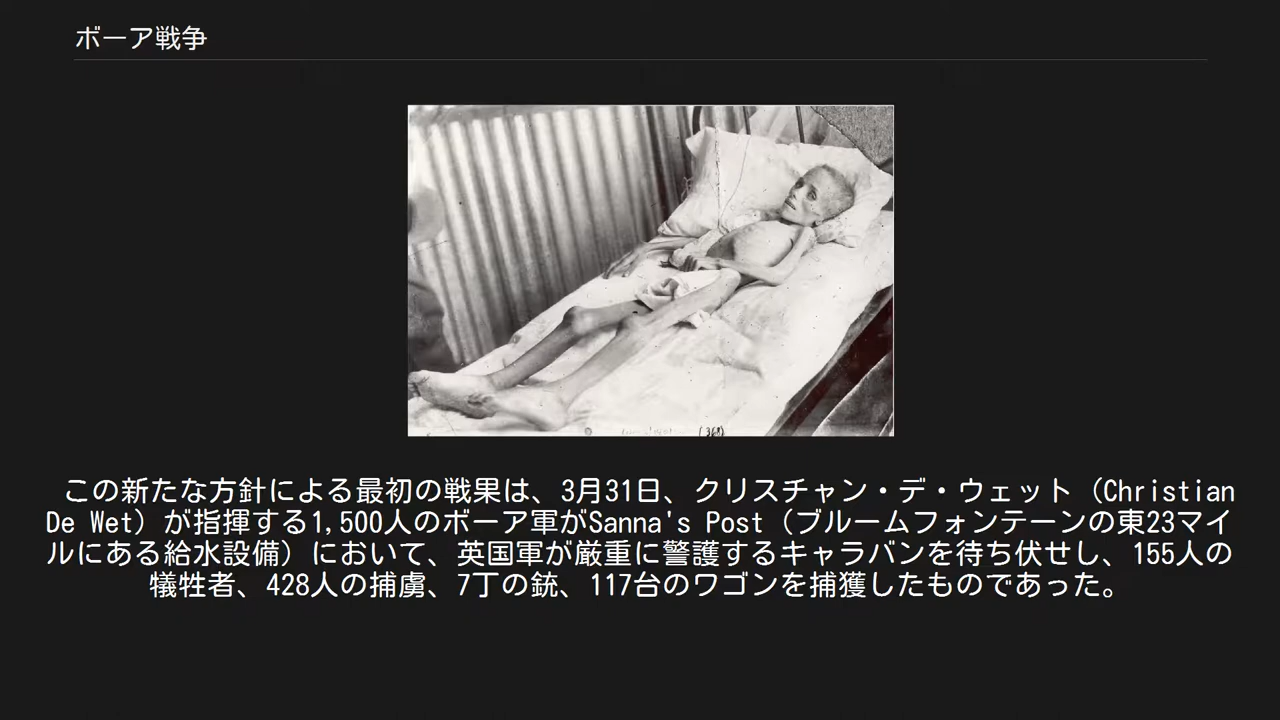 ボーア戦争
(368)
この新たな方針による最初の戦果は、3月31日、クリスチャン・デ・ウェット（Christian
De Wet）が指揮する1,500人のボーア軍がSanna's Post（ブルームフォンテーンの東23マイ
ルにある給水設備）において、英国軍が厳重に警護するキャラバンを待ち伏せし、155人の
犠牲者、428人の捕虜、7丁の銃、117台のワゴンを捕獲したものであった。